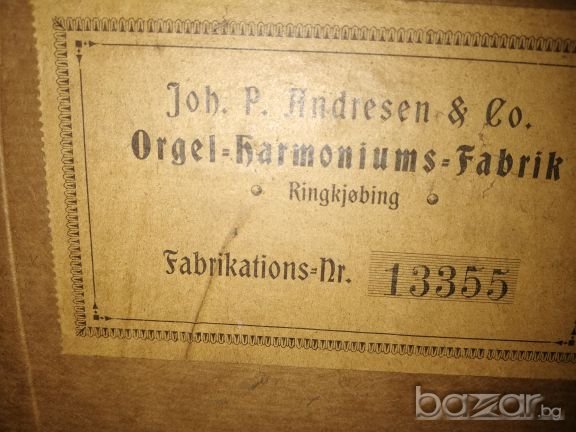 Joh. P. Andresen & Co.
Orgel=Harmoniums=Fabrik
Ringkjøbing
Fabrikations=Nr. 13355
bazar.bg